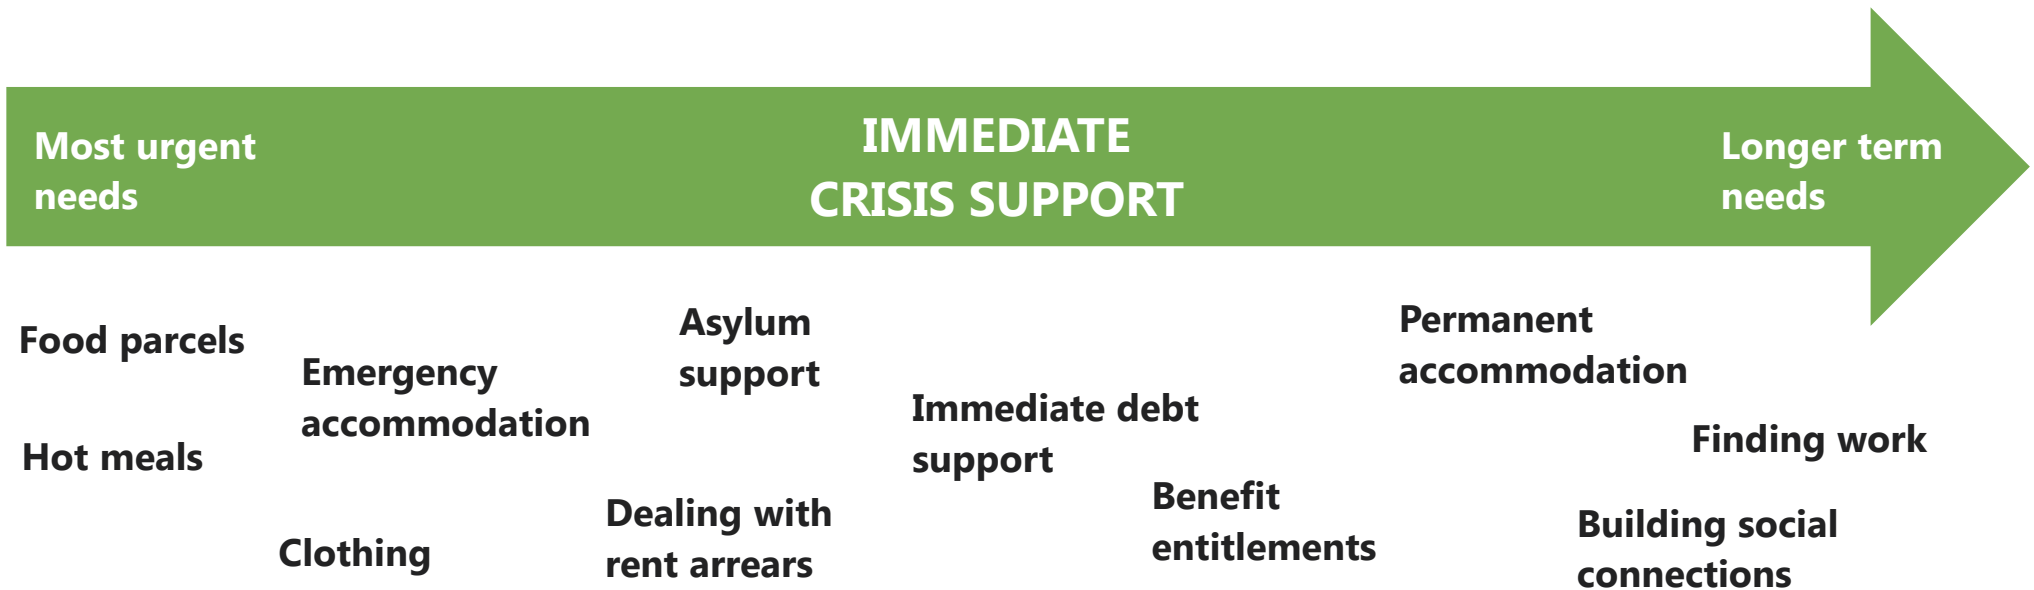 Most urgent
needs
IMMEDIATE
CRISIS SUPPORT
Longer term
needs
Food parcels
Hot meals
Emergency
accommodation
Clothing
Asylum
support
Dealing with
rent arrears
Immediate debt
support
Benefit
entitlements
Permanent
accommodation
Finding work
Building social
connections